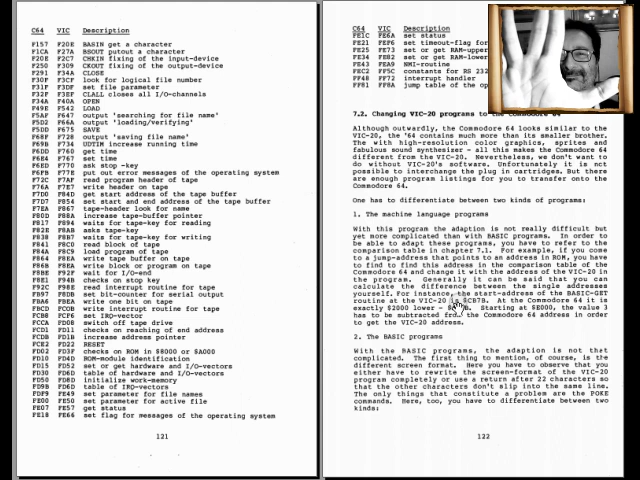 C64 VIC Description
F157 F20E BASIN get a character
F1CA F27A BSOUT putout a character
F20E F2C7 CHKIN fixing of the input-device
F250 F309 CKOUT fixing of the output-device
F291 F34A CLOSE
F30F F3CF look for logical file number
F31F F3DF set file parameter
F32F F3EF CLALL closes all I/O-channels
F34A F40A OPEN
F49E F542 LOAD
F5AF F647 output 'searching for file name'
F5D2 F66A output 'loading/verifying'
F5DD F675 SAVE
F68F F728 output 'saving file name'
F69B F734 UDTIM increase running time
F6DD F760 get time
F6E4 F767 set time
F6ED F770 ask stop -key
F6FB F77E put out error messages of the operating system
F72C F7AF read program header of tape
F76A F7E7 write header on tape
F7D0 F84D get start address of the tape buffer
F7D7 F854 set start and end address of the tape buffer
F7EA F867 tape-header look for name
F80D F88A increase tape-buffer pointer
F817 F894 waits for tape-key for reading
F82E F8AB asks tape-key
F838 F8B7 waits for tape-key for writing
F841 F8C0 read block of tape
F84A F8C9 load program of tape
F864 F8EA write tape buffer on tape
F86B F8EA write block or program on tape
F8BE F92F wait for I/O-end
F8E1 F94B checks on stop key
F92C F98E read interrupt routine for tape
FB97 F8DB set bit-counter for serial output
FBA6 FBEA write one bit on tape
FBCD FC0B write interrupt routine for tape
FCB8 FCF6 set IRQ-vector
FCCA FD08 switch off tape drive
FCD1 FD11 checks on reaching of end address
FCDB FD1B increase address pointer
FCE2 FD22 RESET
FD02 FD3F checks on ROM in $8000 or $A000
FD10 FD4D ROM-module identification
FD15 FD52 set or get hardware and I/O-vectors
FD30 table of hardware and I/O-vectors
FD50 FD8D initialize work-memory
FD9B table of IRQ-vectors
FDF9 FE49 set parameter for file names
FE00 FE50 set parameter for active file
FE07 FE57 get status
FE18 FE66 set flag for messages of the operating system
121
C64 VIC Description
FE1C FE6A set status
FE21 FE6F set timeout-flag for
FE25 FE73 set or get RAM-upper
FE34 FE82 set or get RAM-lower
FE43 FEA9 NMI-routine
FEC2 FF5C constants for RS 232
FF48 FF72 interrupt handler
FF81 FF8A jump table of the op
7.2. Changing VIC-20 programs to the Commodore 64
Although outwardly, the Commodore 64 looks similar to the
VIC-20, the '64 contains much more than its smaller brother.
The with high-resolution color graphics, sprites and
fabulous sound synthesizer - all this makes the Commodore 64
different from the VIC-20. Nevertheless, we don't want to
do without VIC-20's software. Unfortunately it is not
possible to interchange the plug in cartridges. But there
are enough program listings for you to transfer onto the
Commodore 64.
One has to differentiate between two kinds of programs:
1. The machine language programs
With this program the adaption is not really difficult but
yet more complicated than with BASIC programs. In order to
be able to adapt these programs, you have to refer to the
comparison table in chapter 7.1. For example, if you come
to a jump-address that points to an address in ROM, you have
to find to find this address in the comparison table of the
Commodore 64 and change it with the address of the VIC-20 in
the program. Generally it can be said that you can
calculate the difference between the single addresses
yourself. For instance, the start-address of the BASIC-GET
routine at the VIC-20 is $CB7B. At the Commodore 64 it is
exactly $2000 lower - Starting at $E000, the value 3
has to be subtracted the Commodore 64 address in order
to get the VIC-20 address.
2. The BASIC programs
With the BASIC programs, the adaption is not that
complicated. The first thing to mention, of course, is the
different screen format. Here you have to observe that you
either have to rewrite the screen-format of the VIC-20
program completely or use a return after 22 characters so
that the other characters don't slip into the same line.
The only things that constitute a problem are the POKE
commands. Here, too, you have to differentiate between two
kinds:
122